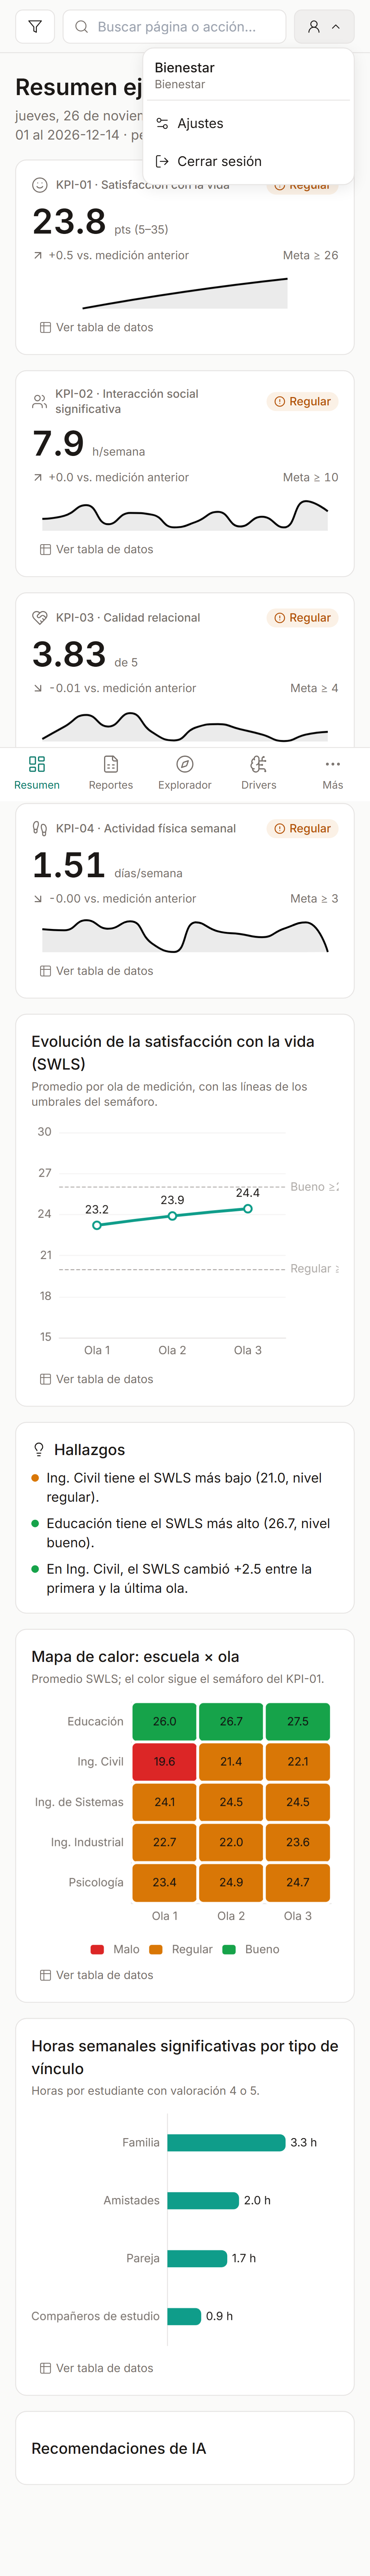 Buscar página o acción...
Bienestar
Bienestar
Ajustes
Cerrar sesión
Resumen ej
jueves, 26 de novien
01 al 2026-12-14 · pe
KPI-01 · Satisfacción con la vida
Regular
23.8 pts (5–35)
+0.5 vs. medición anterior
Meta ≥ 26
Ver tabla de datos
KPI-02 · Interacción social
significativa
Regular
7.9 h/semana
+0.0 vs. medición anterior
Meta ≥ 10
Ver tabla de datos
KPI-03 · Calidad relacional
Regular
3.83 de 5
-0.01 vs. medición anterior
Meta ≥ 4
Resumen
Reportes
Explorador
Drivers
Más
KPI-04 · Actividad física semanal
Regular
1.51 días/semana
-0.00 vs. medición anterior
Meta ≥ 3
Ver tabla de datos
Evolución de la satisfacción con la vida
(SWLS)
Promedio por ola de medición, con las líneas de los
umbrales del semáforo.
30
27
24
21
18
15
23.2
23.9
24.4
Bueno ≥
Regular ≥
Ola 1
Ola 2
Ola 3
Ver tabla de datos
Hallazgos
Ing. Civil tiene el SWLS más bajo (21.0, nivel
regular).
Educación tiene el SWLS más alto (26.7, nivel
bueno).
En Ing. Civil, el SWLS cambió +2.5 entre la
primera y la última ola.
Mapa de calor: escuela × ola
Promedio SWLS; el color sigue el semáforo del KPI-01.
Educación 26.0 26.7 27.5
Ing. Civil 19.6 21.4 22.1
Ing. de Sistemas 24.1 24.5 24.5
Ing. Industrial 22.7 22.0 23.6
Psicología 23.4 24.9 24.7
Ola 1 Ola 2 Ola 3
Malo Regular Bueno
Ver tabla de datos
Horas semanales significativas por tipo de
vínculo
Horas por estudiante con valoración 4 o 5.
Familia 3.3 h
Amistades 2.0 h
Pareja 1.7 h
Compañeros de estudio 0.9 h
Ver tabla de datos
Recomendaciones de IA